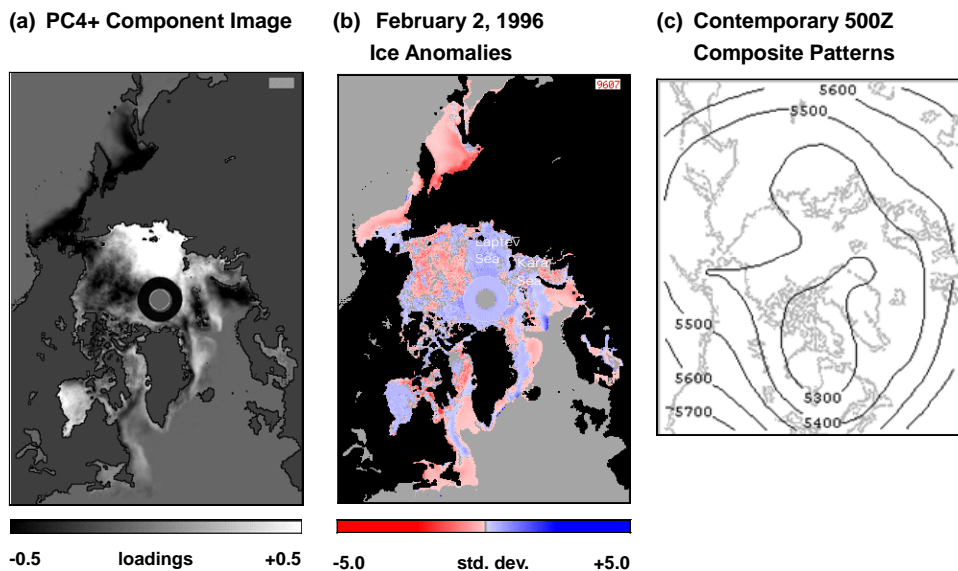 (a) PC4+ Component Image
(b) February 2, 1996
Ice Anomalies
(c) Contemporary 500Z
Composite Patterns
9607
Laptev
Sea
Kara
Sea
5600
5500
5500
5600
5700
5300
5400
-0.5 loadings +0.5
-5.0 std. dev. +5.0